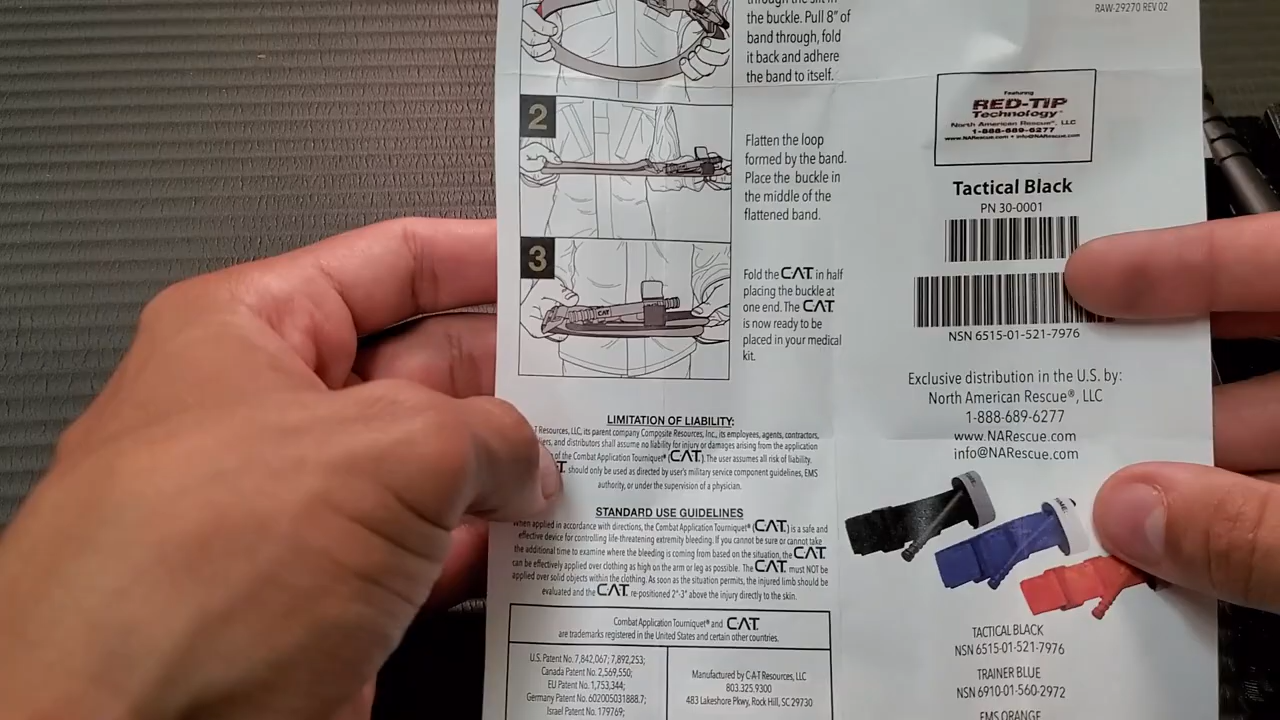 the buckle. Pull 8" of
band through, fold
it back and adhere
the band to itself.
2
Flatten the loop
formed by the band.
Place the buckle in
the middle of the
flattened band.
3
CAT
Fold the CAT in half
placing the buckle at
one end. The CAT
is now ready to be
placed in your medical
kit.
LIMITATION OF LIABILITY:
Resources, LLC, its parent company Composite Resources, Inc., its employees, agents, contractors,
and distributors shall assume no liability for injury or damages arising from the application
of the Combat Application Tourniquet® (CAT). The user assumes all risk of liability.
should only be used as directed by user's military service component guidelines, EMS
authority, or under the supervision of a physician.
STANDARD USE GUIDELINES
When applied in accordance with directions, the Combat Application Tourniquet® (CAT) is a safe and
effective device for controlling life-threatening extremity bleeding. If you cannot be sure or cannot take
the additional time to examine where the bleeding is coming from based on the situation, the CAT
can be effectively applied over clothing as high on the arm or leg as possible. The CAT must NOT be
applied over solid objects within the clothing. As soon as the situation permits, the injured limb should be
evaluated and the CAT re-positioned 2"-3" above the injury directly to the skin.
Combat Application Tourniquet® and CAT
are trademarks registered in the United States and certain other countries.
U.S. Patent No. 7,842,067; 7,892,253;
Canada Patent No. 2,569,550;
EU Patent No. 1,753,344;
Germany Patent No. 602005031888.7;
Israel Patent No. 179769;
Manufactured by C-A-T Resources, LLC
803.325.9300
483 Lakeshore Pkwy, Rock Hill, SC 29730
RAW-29270 REV 02
Featuring
RED-TIP
Technology™
North American Rescue®, LLC
1-888-689-6277
www.NARescue.com • info@NARescue.com
Tactical Black
PN 30-0001
NSN 6515-01-521-7976
Exclusive distribution in the U.S. by:
North American Rescue®, LLC
1-888-689-6277
www.NARescue.com
info@NARescue.com
TACTICAL BLACK
NSN 6515-01-521-7976
TRAINER BLUE
NSN 6910-01-560-2972
EMS ORANGE